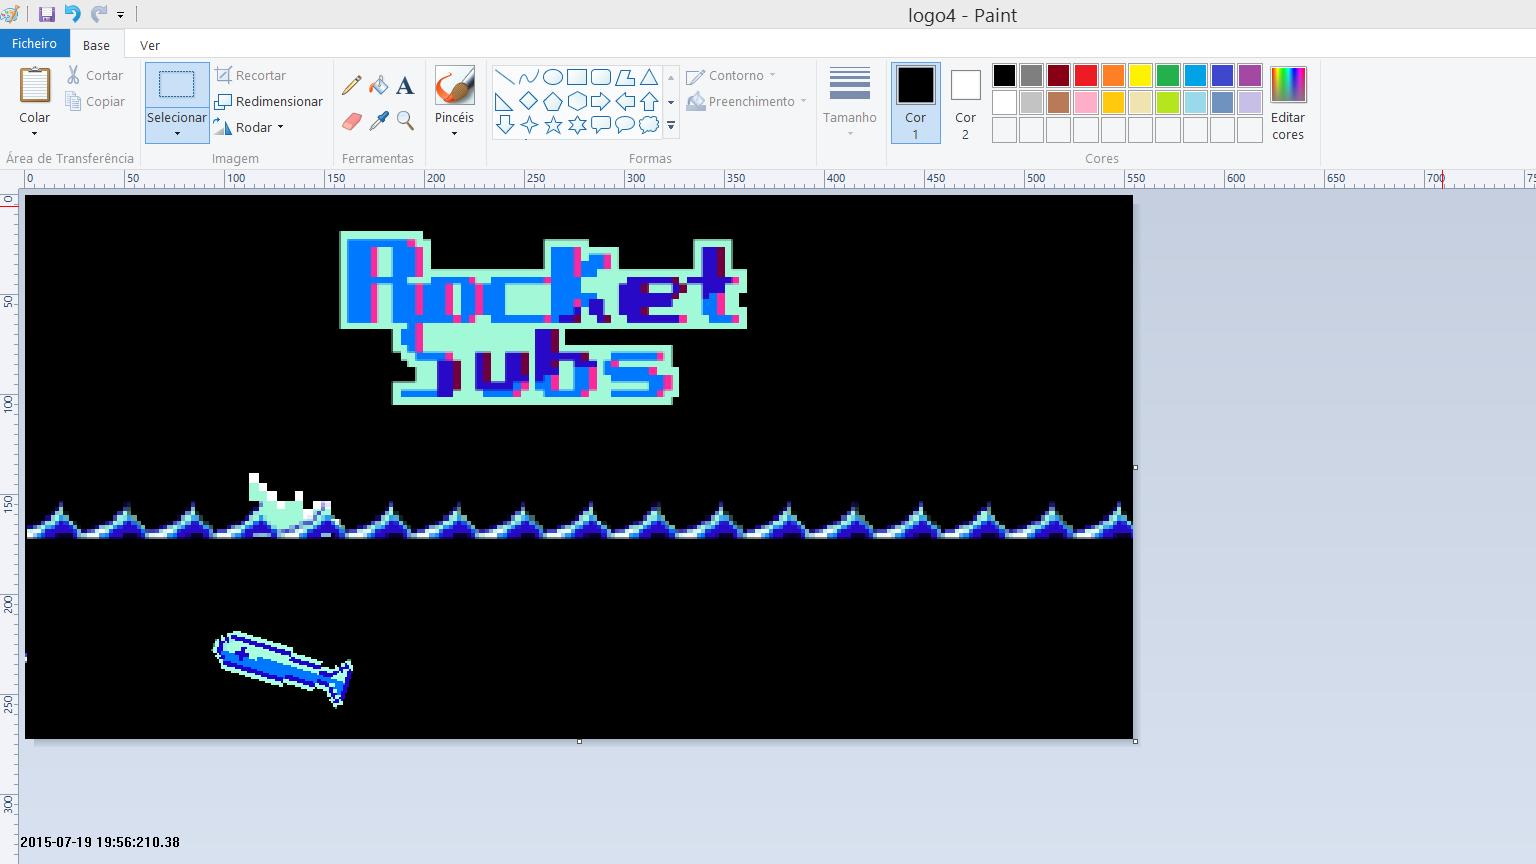 logo4 - Paint
Ficheiro Base Ver
Colar
Cortar
Copiar
Área de Transferência
Selecionar
Recortar
Redimensionar
Rodar
Imagem
A
Ferramentas
Pincéis
Contorno
Preenchimento
Formas
Tamanho
Cor
1
Cor
2
Editar
cores
Cores
0 50 100 150 200 250 300 350 400 450 500 550 600 650 700 75
0
50
100
150
200
250
300
Rocket
Subs
2015-07-19 19:56:210.38